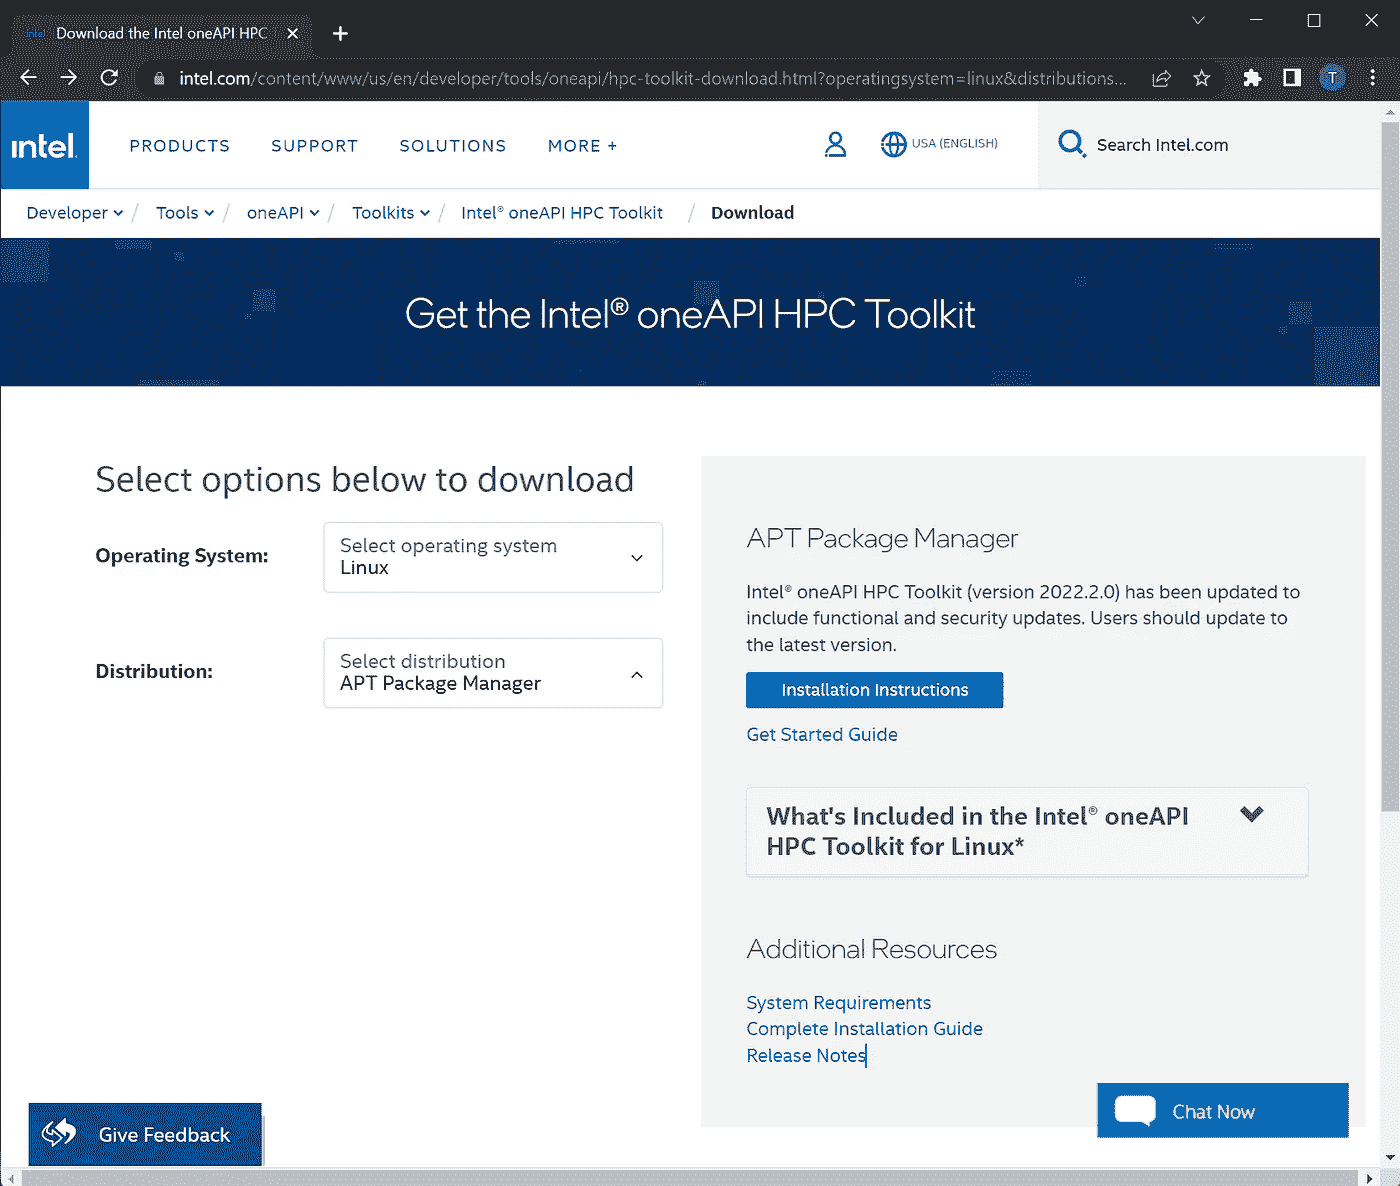 intel Download the Intel oneAPI HPC
intel.com/content/www/us/en/developer/tools/oneapi/hpc-toolkit-download.html?operatingsystem=linux&distributions...
T
intel.
PRODUCTS SUPPORT SOLUTIONS MORE +
USA (ENGLISH)
Search Intel.com
Developer / Tools / oneAPI / Toolkits / Intel® oneAPI HPC Toolkit / Download
Get the Intel® oneAPI HPC Toolkit
Select options below to download
Operating System:
Select operating system
Linux
Distribution:
Select distribution
APT Package Manager
APT Package Manager
Intel® oneAPI HPC Toolkit (version 2022.2.0) has been updated to
include functional and security updates. Users should update to
the latest version.
Installation Instructions
Get Started Guide
What's Included in the Intel® oneAPI
HPC Toolkit for Linux*
Additional Resources
System Requirements
Complete Installation Guide
Release Notes
Give Feedback
Chat Now